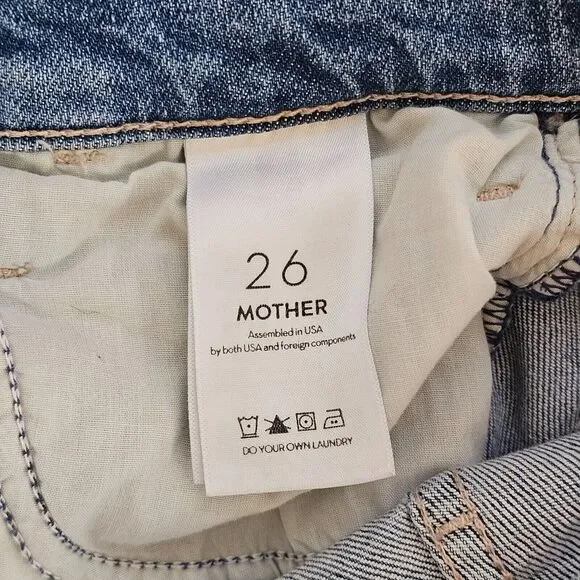 26
MOTHER
Assembled in USA
by both USA and foreign components
DO YOUR OWN LAUNDRY